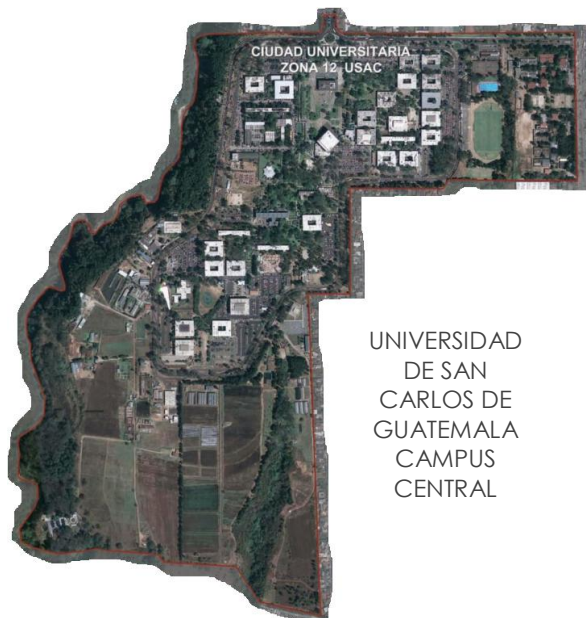 CIUDAD UNIVERSITARIA
ZONA 12 USAC
UNIVERSIDAD
DE SAN
CARLOS DE
GUATEMALA
CAMPUS
CENTRAL